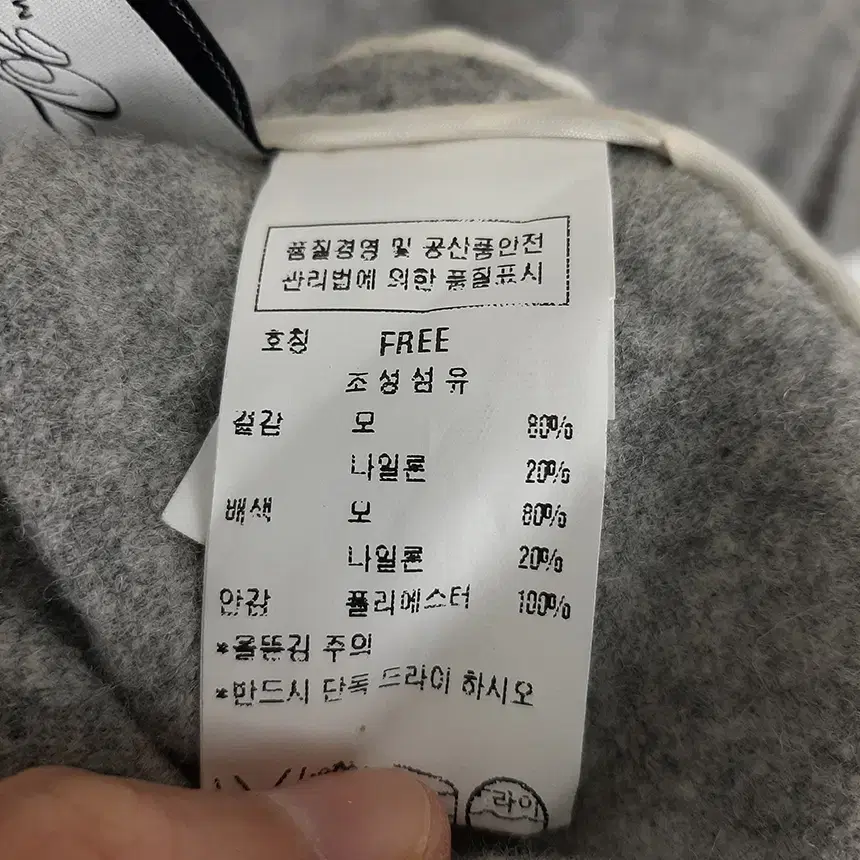 품질경영 및 공산품안전
관리법에 의한 품질표시
호칭 FREE
조성섬유
겉감 모 80%
나일론 20%
배색 모 80%
나일론 20%
안감 폴리에스터 100%
*올뜯김 주의
*반드시 단독 드라이 하시오
드라이